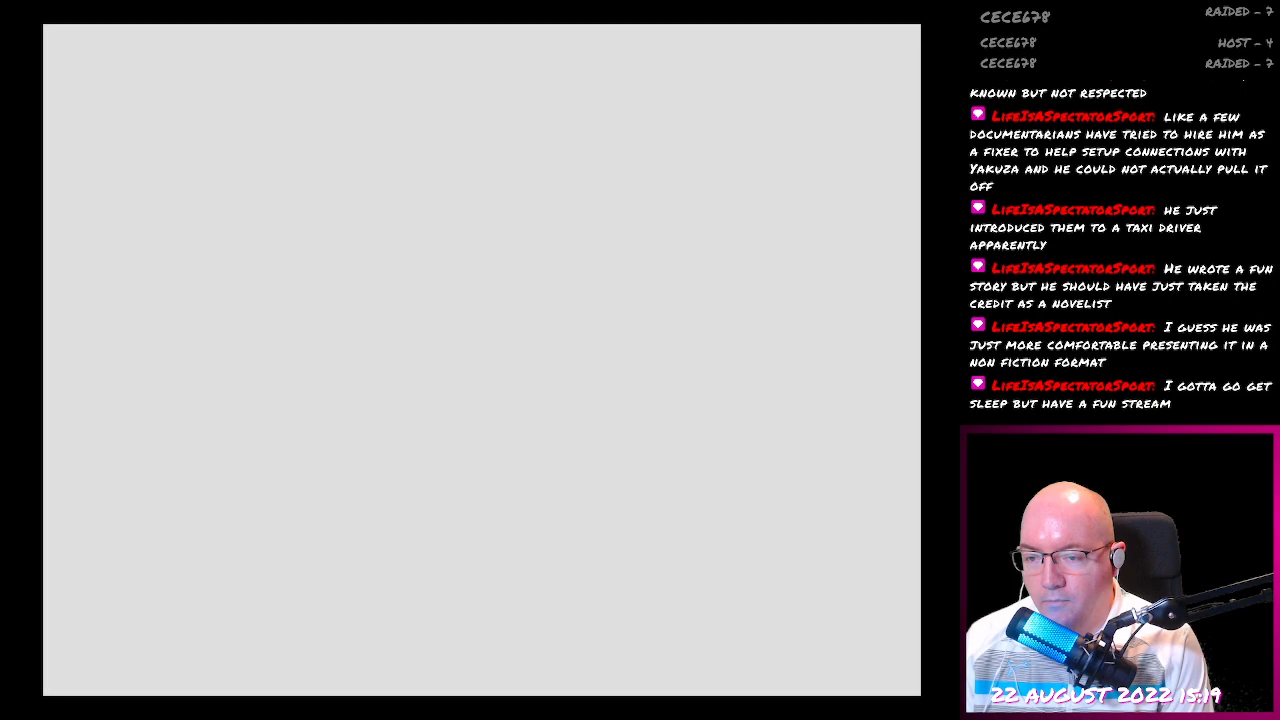 CECE678 RAIDED - 7
CECE678 HOST - 4
CECE678 RAIDED - 7
KNOWN BUT NOT RESPECTED
LifeIsASpectatorSport: LIKE A FEW
DOCUMENTARIANS HAVE TRIED TO HIRE HIM AS
A FIXER TO HELP SETUP CONNECTIONS WITH
YAKUZA AND HE COULD NOT ACTUALLY PULL IT
OFF
LifeIsASpectatorSport: HE JUST
INTRODUCED THEM TO A TAXI DRIVER
APPARENTLY
LifeIsASpectatorSport: HE WROTE A FUN
STORY BUT HE SHOULD HAVE JUST TAKEN THE
CREDIT AS A NOVELIST
LifeIsASpectatorSport: I GUESS HE WAS
JUST MORE COMFORTABLE PRESENTING IT IN A
NON FICTION FORMAT
LifeIsASpectatorSport: I GOTTA GO GET
SLEEP BUT HAVE A FUN STREAM
22 AUGUST 2022 15:19